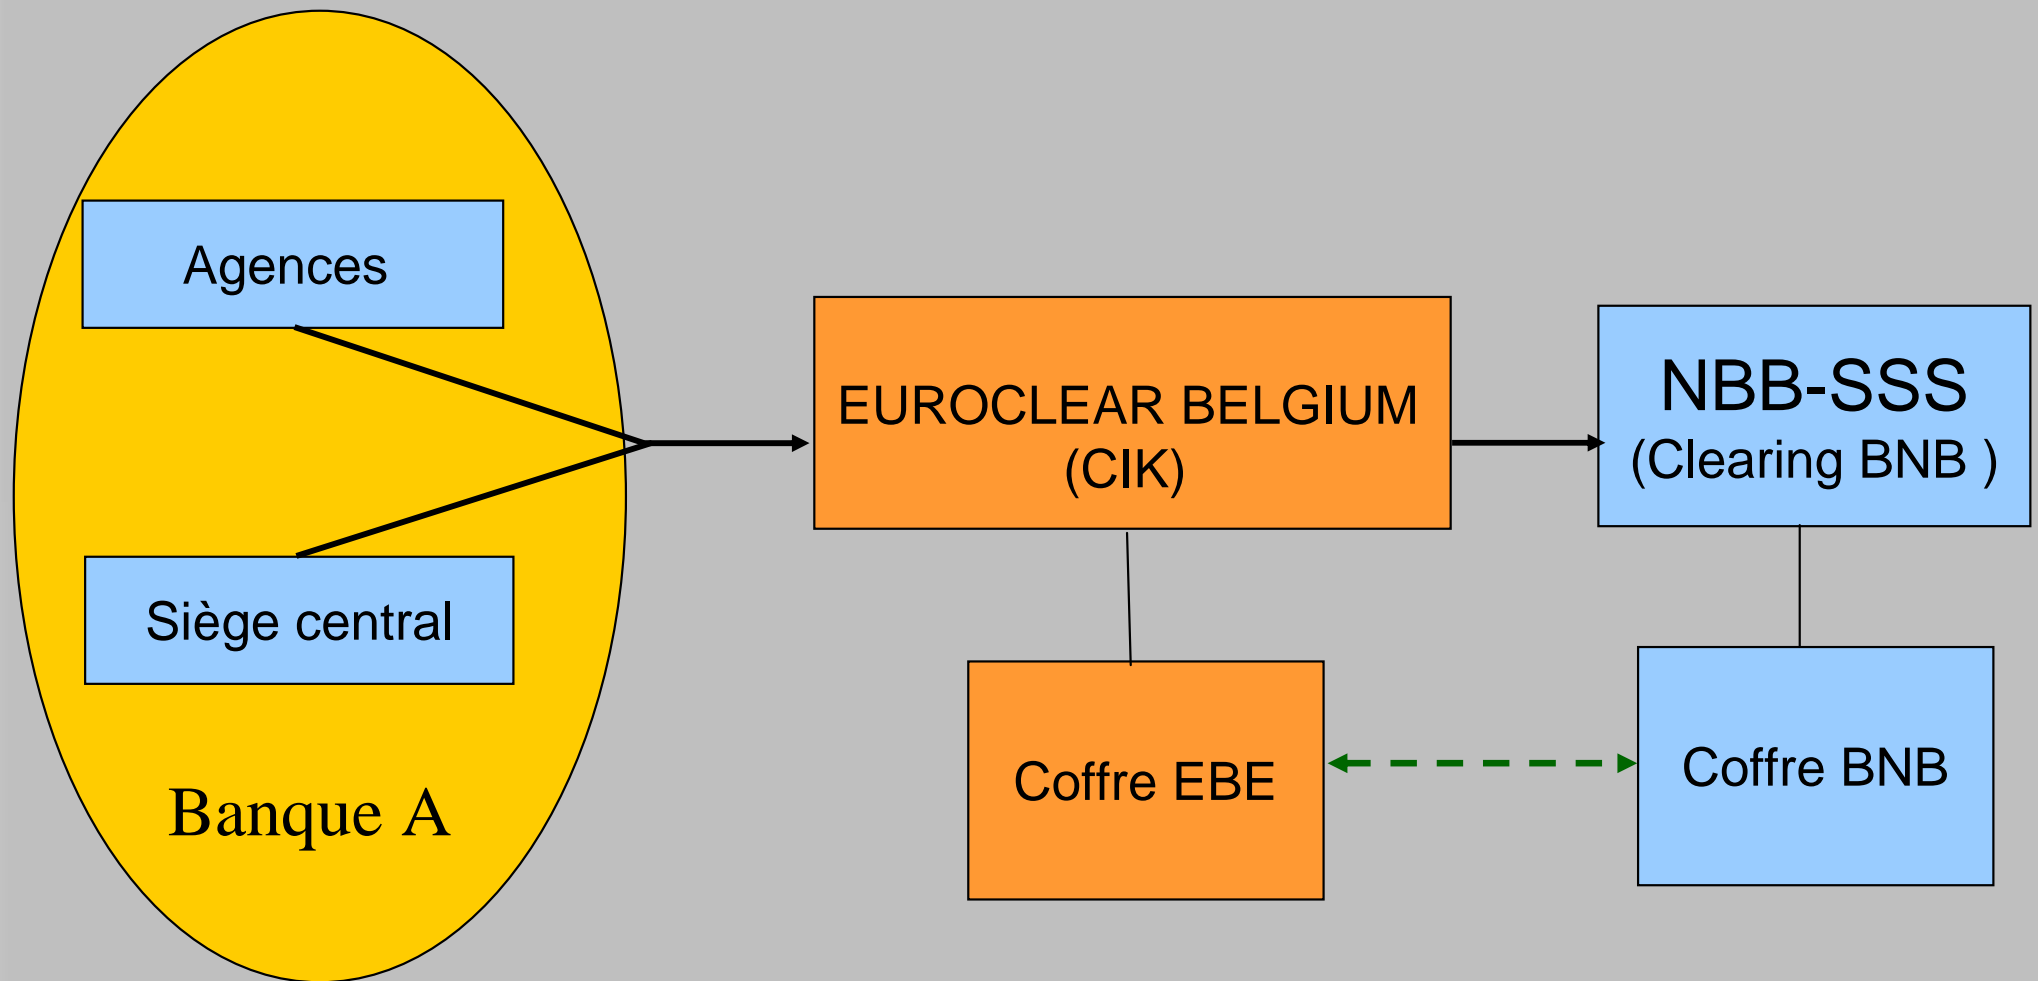 Agences
Siège central
Banque A
EUROCLEAR BELGIUM
(CIK)
NBB-SSS
(Clearing BNB )
Coffre EBE
Coffre BNB